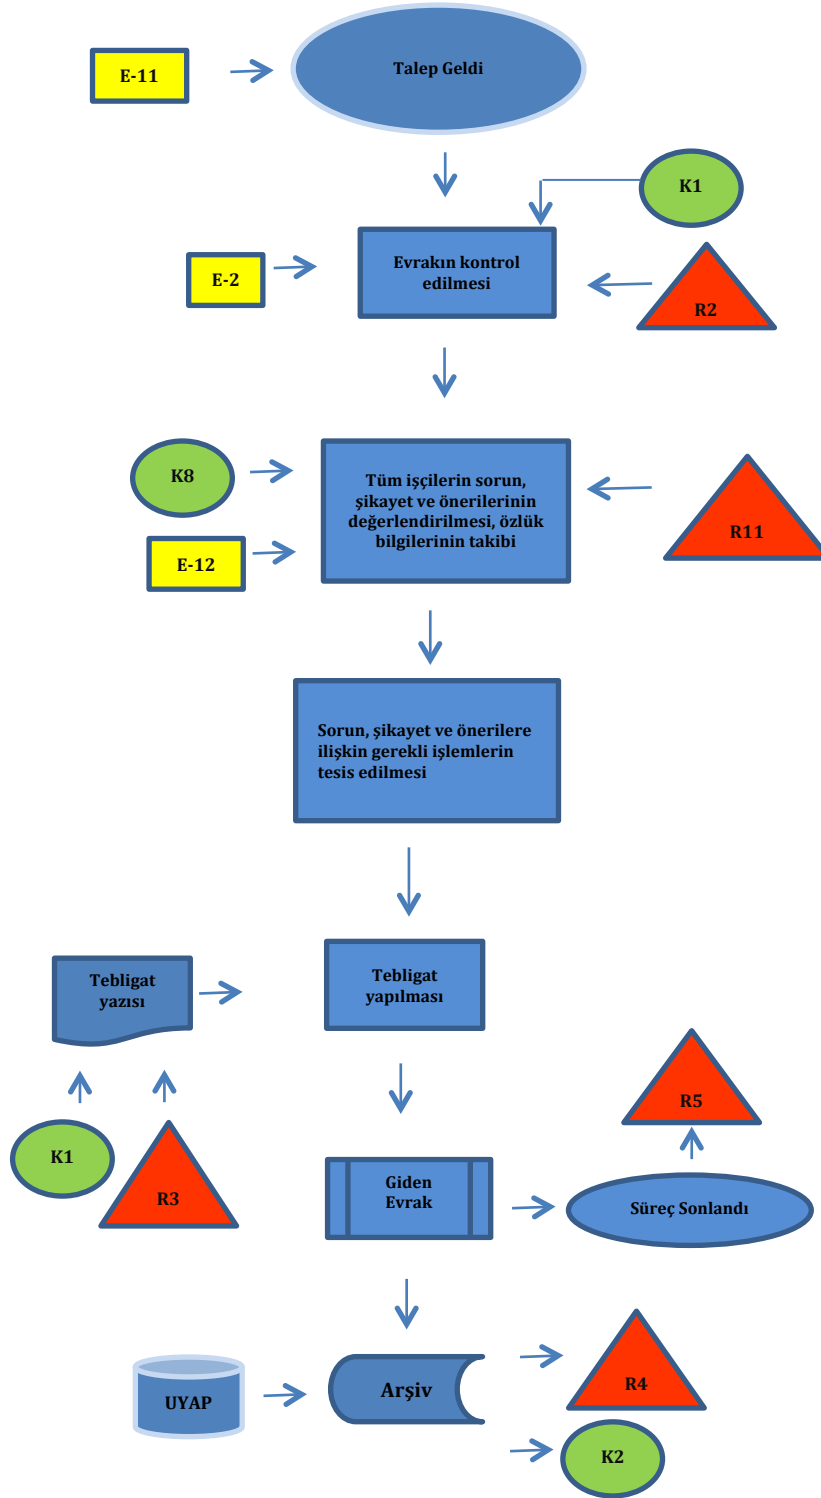 E-11
Talep Geldi
K1
Evrakın kontrol
edilmesi
E-2
R2
K8
Tüm işçilerin sorun,
şikayet ve önerilerinin
değerlendirilmesi, özlük
bilgilerinin takibi
R11
E-12
Sorun, şikayet ve önerilere
ilişkin gerekli işlemlerin
tesis edilmesi
Tebligat
yazısı
Tebligat
yapılması
R5
K1
R3
Giden
Evrak
Süreç Sonlandı
UYAP
Arşiv
R4
K2